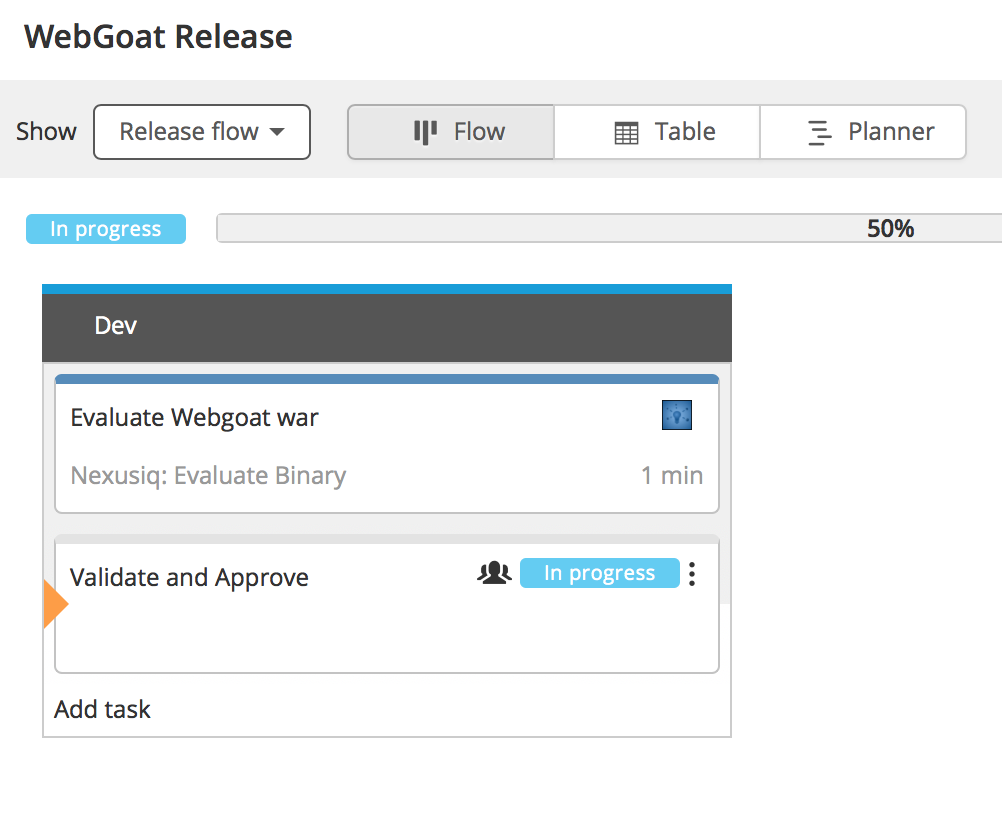 WebGoat Release
Show Release flow Flow Table Planner
In progress 50%
Dev
Evaluate Webgoat war
Nexusiq: Evaluate Binary 1 min
Validate and Approve In progress
Add task